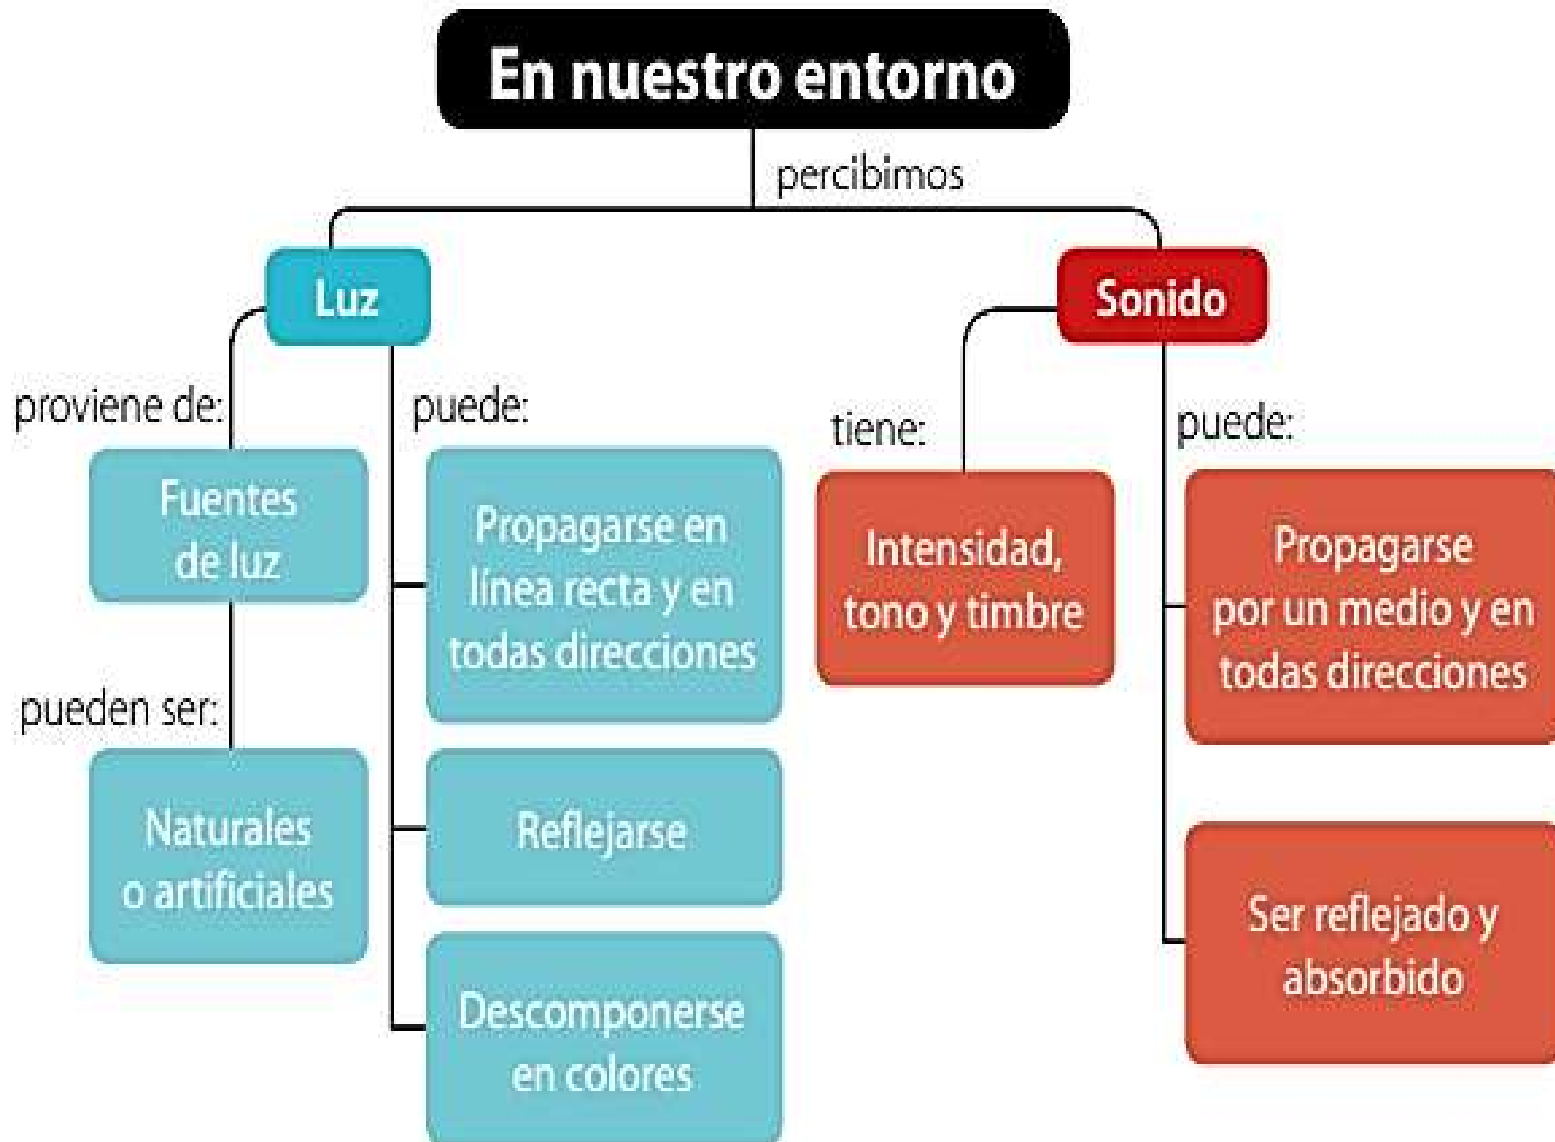 En nuestro entorno
percibimos
Luz
proviene de:
Fuentes
de luz
pueden ser:
Naturales
o artificiales
puede:
Propagarse en
línea recta y en
todas direcciones
Reflejarse
Descomponerse
en colores
Sonido
tiene:
Intensidad,
tono y timbre
puede:
Propagarse
por un medio y en
todas direcciones
Ser reflejado y
absorbido